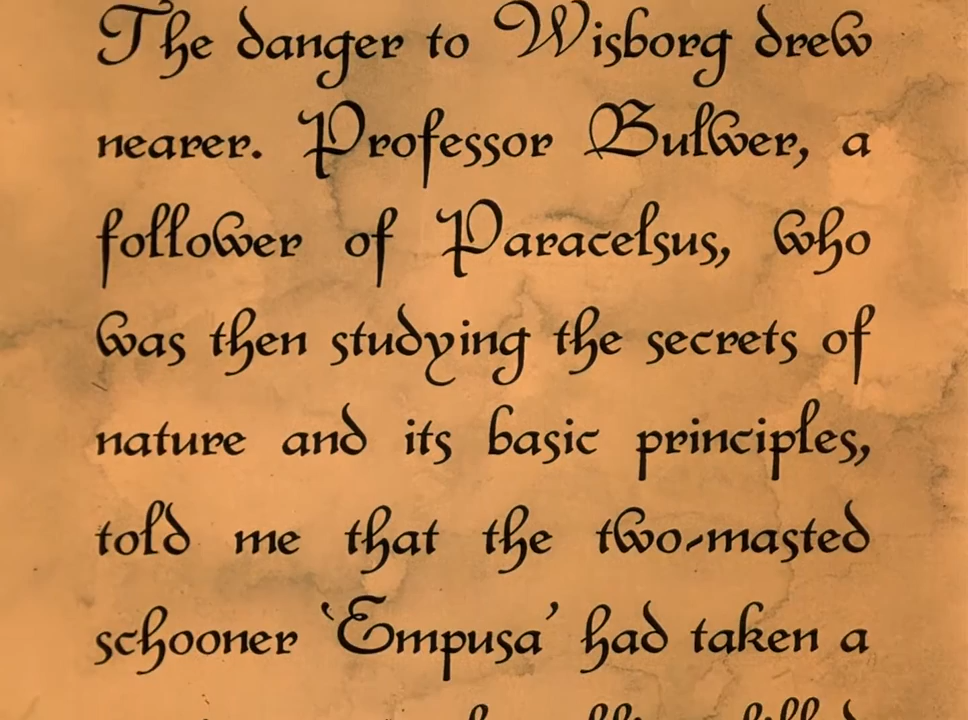 The danger to Wisborg drew
nearer. Professor Bulwer, a
follower of Paracelsus, who
was then studying the secrets of
nature and its basic principles,
told me that the two-masted
schooner ‘Empusa’ had taken a